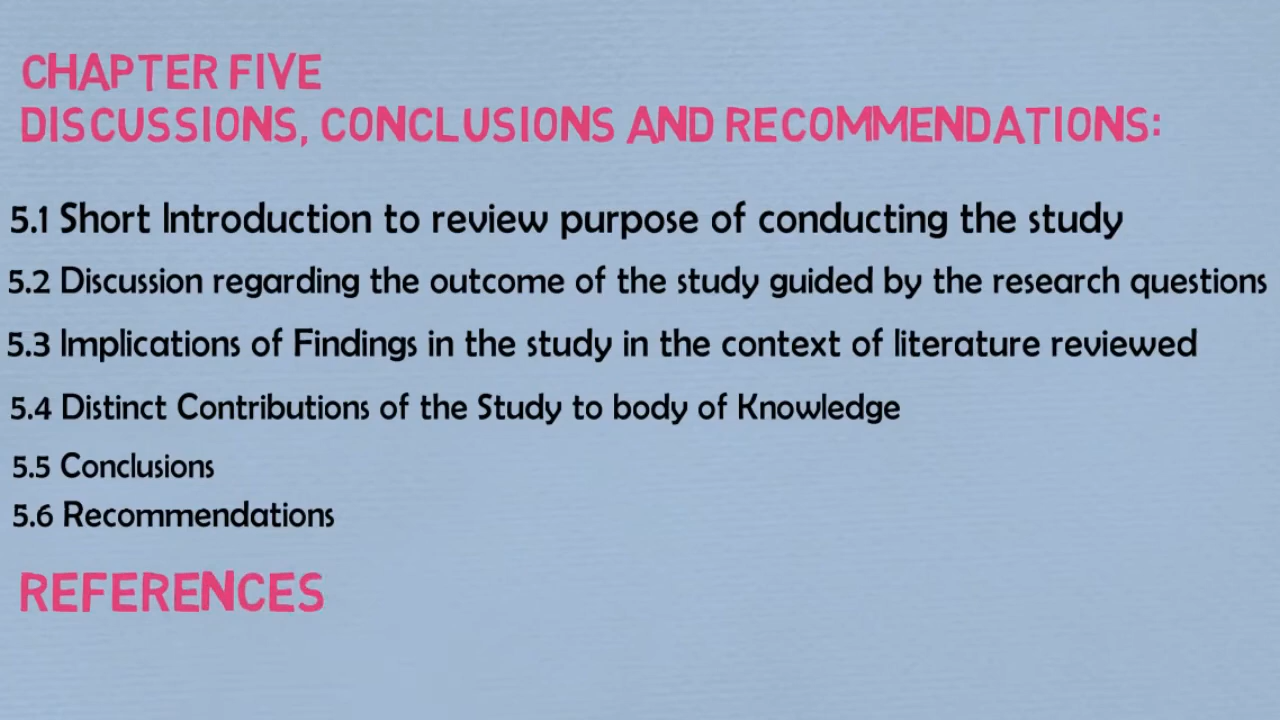 CHAPTER FIVE
DISCUSSIONS, CONCLUSIONS AND RECOMMENDATIONS:
5.1 Short Introduction to review purpose of conducting the study
5.2 Discussion regarding the outcome of the study guided by the research questions
5.3 Implications of Findings in the study in the context of literature reviewed
5.4 Distinct Contributions of the Study to body of Knowledge
5.5 Conclusions
5.6 Recommendations
REFERENCES